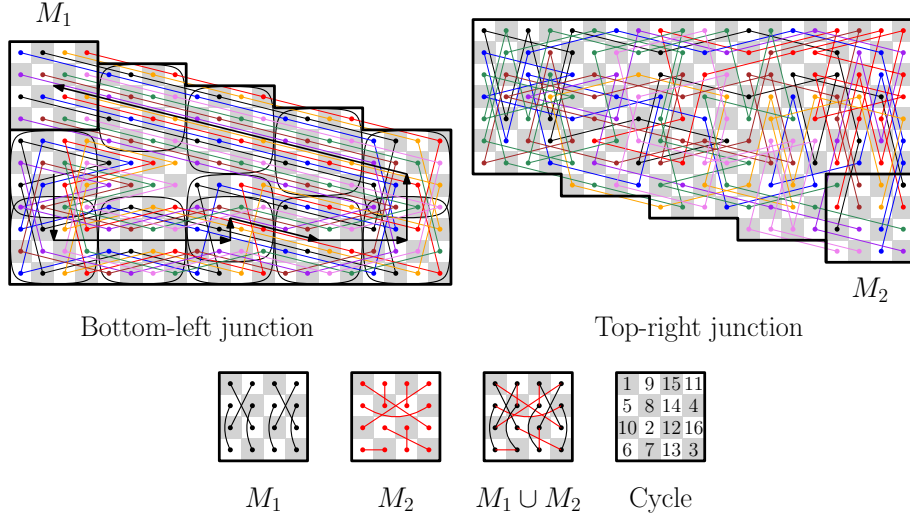 M₁
M₂
Bottom-left junction
Top-right junction
1 9 15 11
5 8 14 4
10 2 12 16
6 7 13 3
M₁
M₂
M₁ ∪ M₂
Cycle